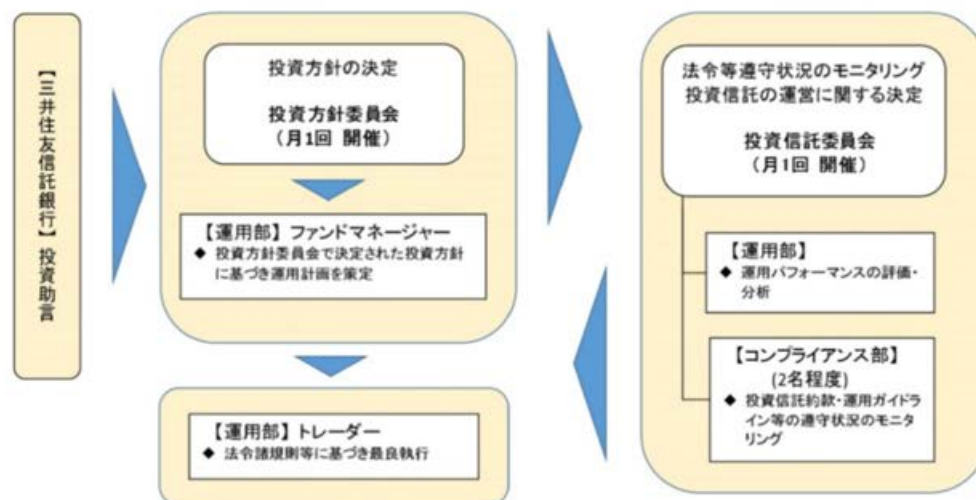 【三井住友信託銀行】投資助言
投資方針の決定
投資方針委員会
（月1回 開催）
【運用部】ファンドマネージャー
◆ 投資方針委員会で決定された投資方針
に基づき運用計画を策定
【運用部】トレーダー
◆ 法令諸規則等に基づき最良執行
法令等遵守状況のモニタリング
投資信託の運営に関する決定
投資信託委員会
（月1回 開催）
【運用部】
◆ 運用パフォーマンスの評価・
分析
【コンプライアンス部】
(2名程度)
◆ 投資信託約款・運用ガイドラ
イン等の遵守状況のモニタ
リング